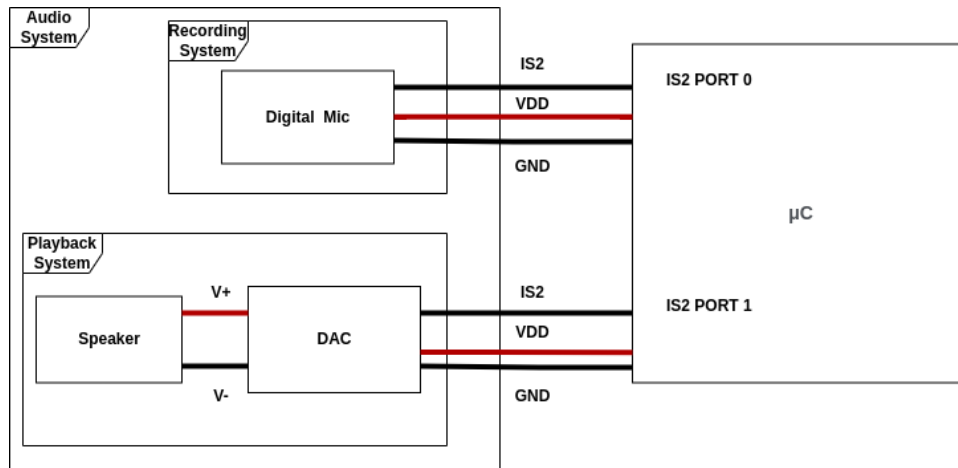 Audio
System
Recording
System
IS2
IS2 PORT 0
VDD
Digital Mic
GND
µC
Playback
System
V+
IS2
IS2 PORT 1
VDD
Speaker
DAC
V-
GND